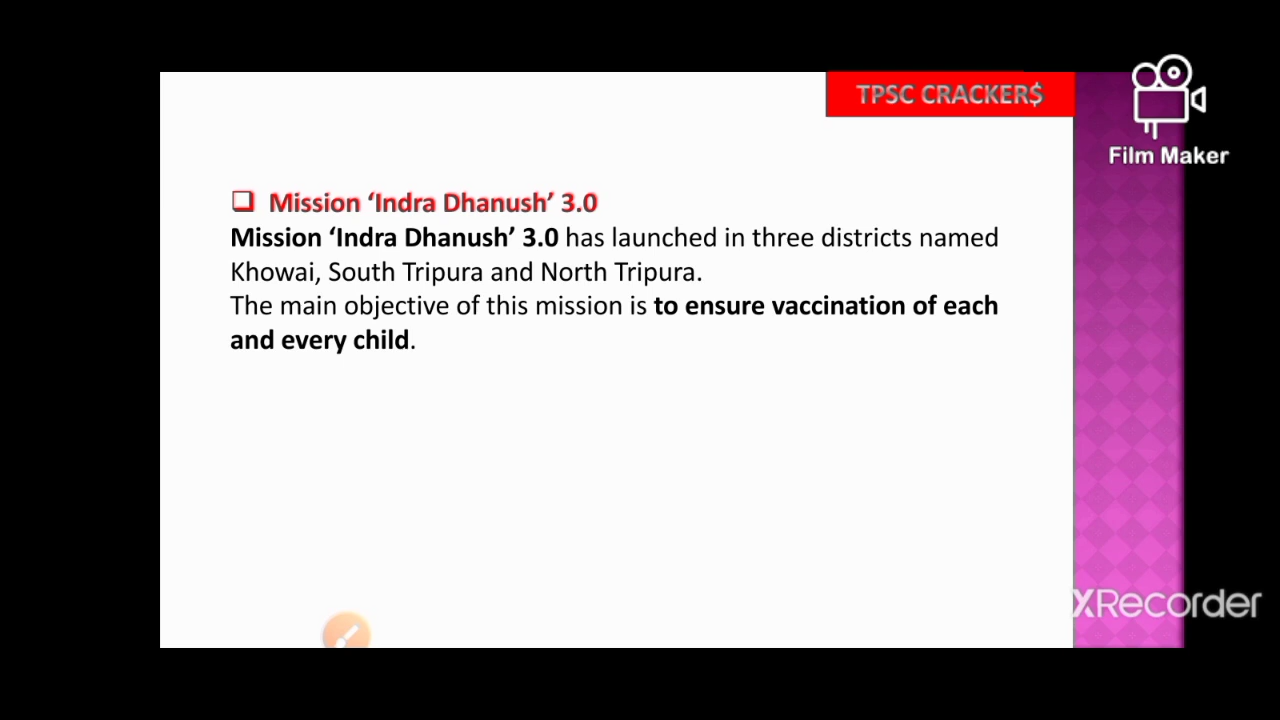 TPSC CRACKER$
Film Maker
❑ Mission ‘Indra Dhanush’ 3.0
Mission ‘Indra Dhanush’ 3.0 has launched in three districts named
Khowai, South Tripura and North Tripura.
The main objective of this mission is to ensure vaccination of each
and every child.
XRecorder